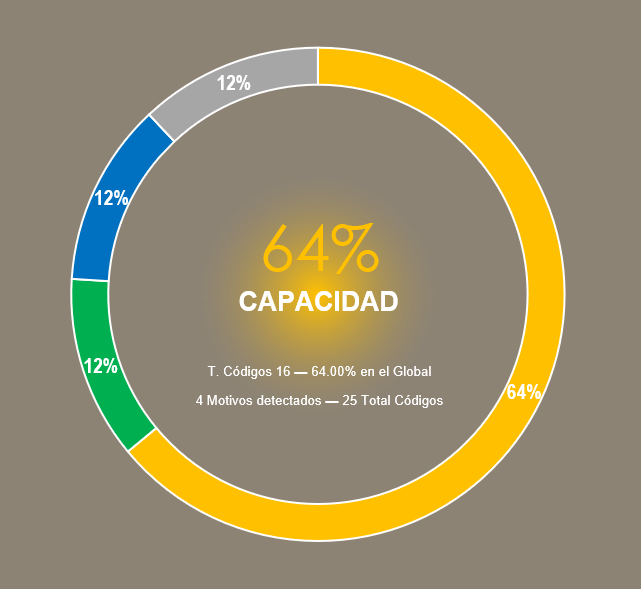 12%
12%
64%
CAPACIDAD
12%
T. Códigos 16 — 64.00% en el Global
64%
4 Motivos detectados — 25 Total Códigos